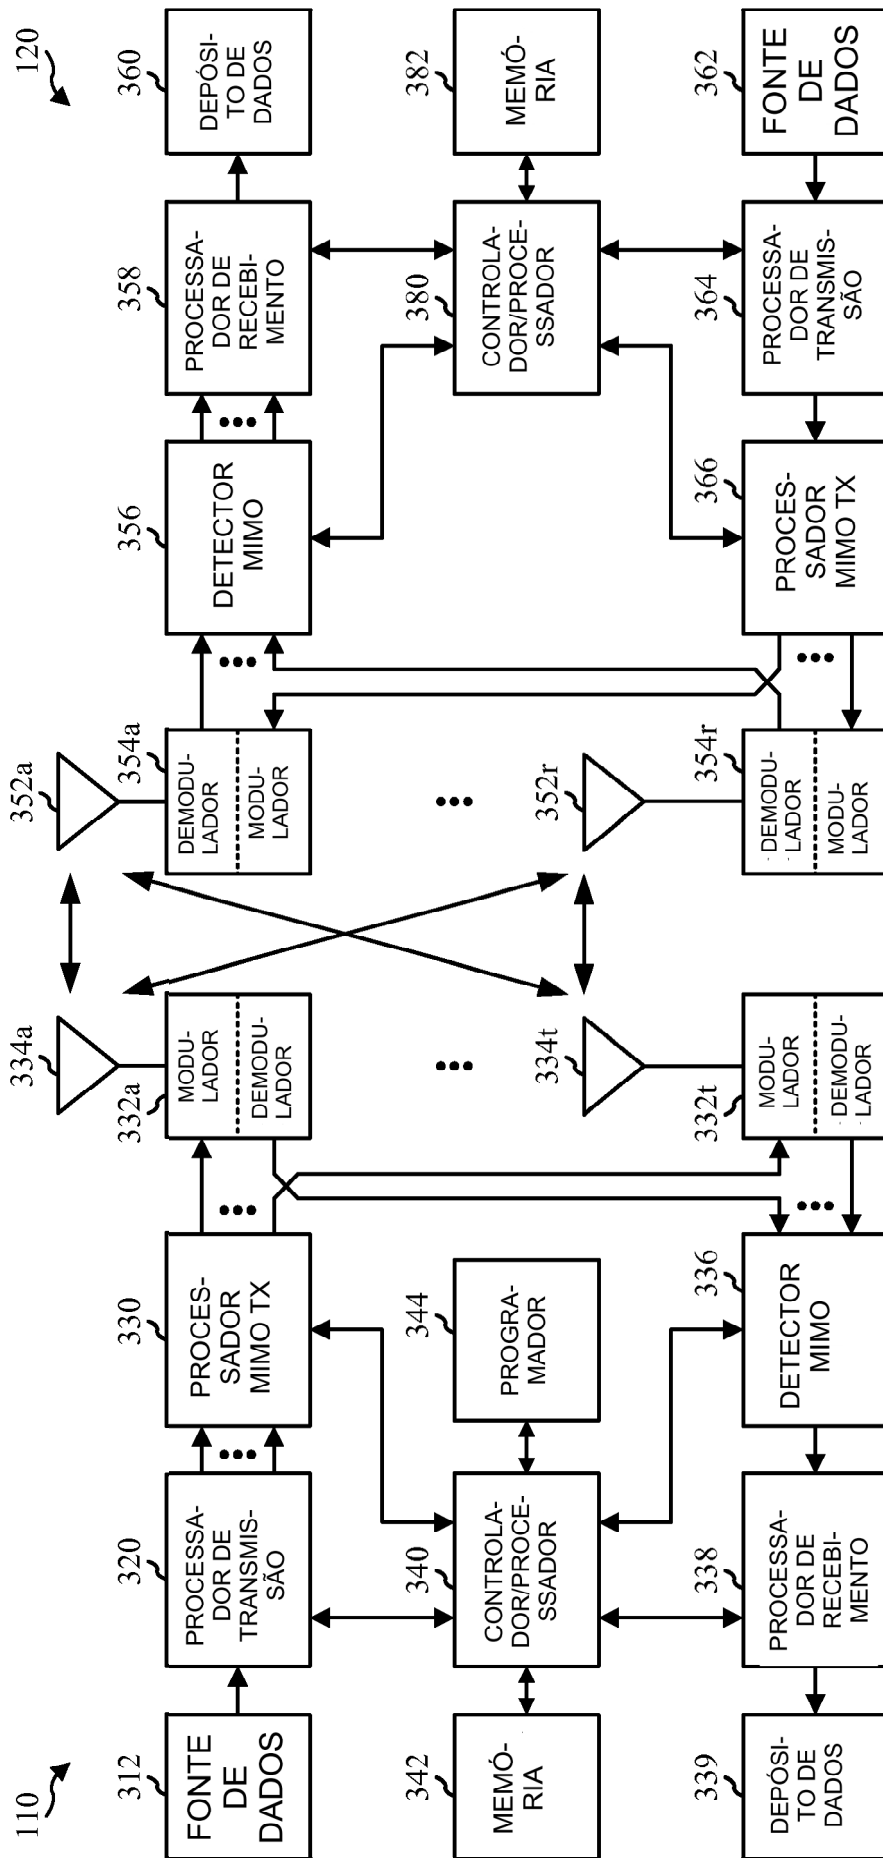 110
120
312
FONTE
DE
DADOS
320
PROCESSA-
DOR DE
TRANSMIS-
SÃO
330
PROCES-
SADOR
MIMO TX
332a
MODU-
LADOR
DEMODU-
LADOR
334a
352a
354a
DEMODU-
LADOR
MODU-
LADOR
356
DETECTOR
MIMO
358
PROCESSA-
DOR DE
RECEBI-
MENTO
360
DEPÓSI-
TO DE
DADOS
342
MEMÓ-
RIA
340
CONTROLA-
DOR/PROCE-
SSADOR
344
PROGRA-
MADOR
380
CONTROLA-
DOR/PROCE-
SSADOR
382
MEMÓ-
RIA
339
DEPÓSI-
TO DE
DADOS
338
PROCESSA-
DOR DE
RECEBI-
MENTO
336
DETECTOR
MIMO
332t
MODU-
LADOR
DEMODU-
LADOR
334t
352r
354r
DEMODU-
LADOR
MODU-
LADOR
366
PROCES-
SADOR
MIMO TX
364
PROCESSA-
DOR DE
TRANSMIS-
SÃO
362
FONTE
DE
DADOS